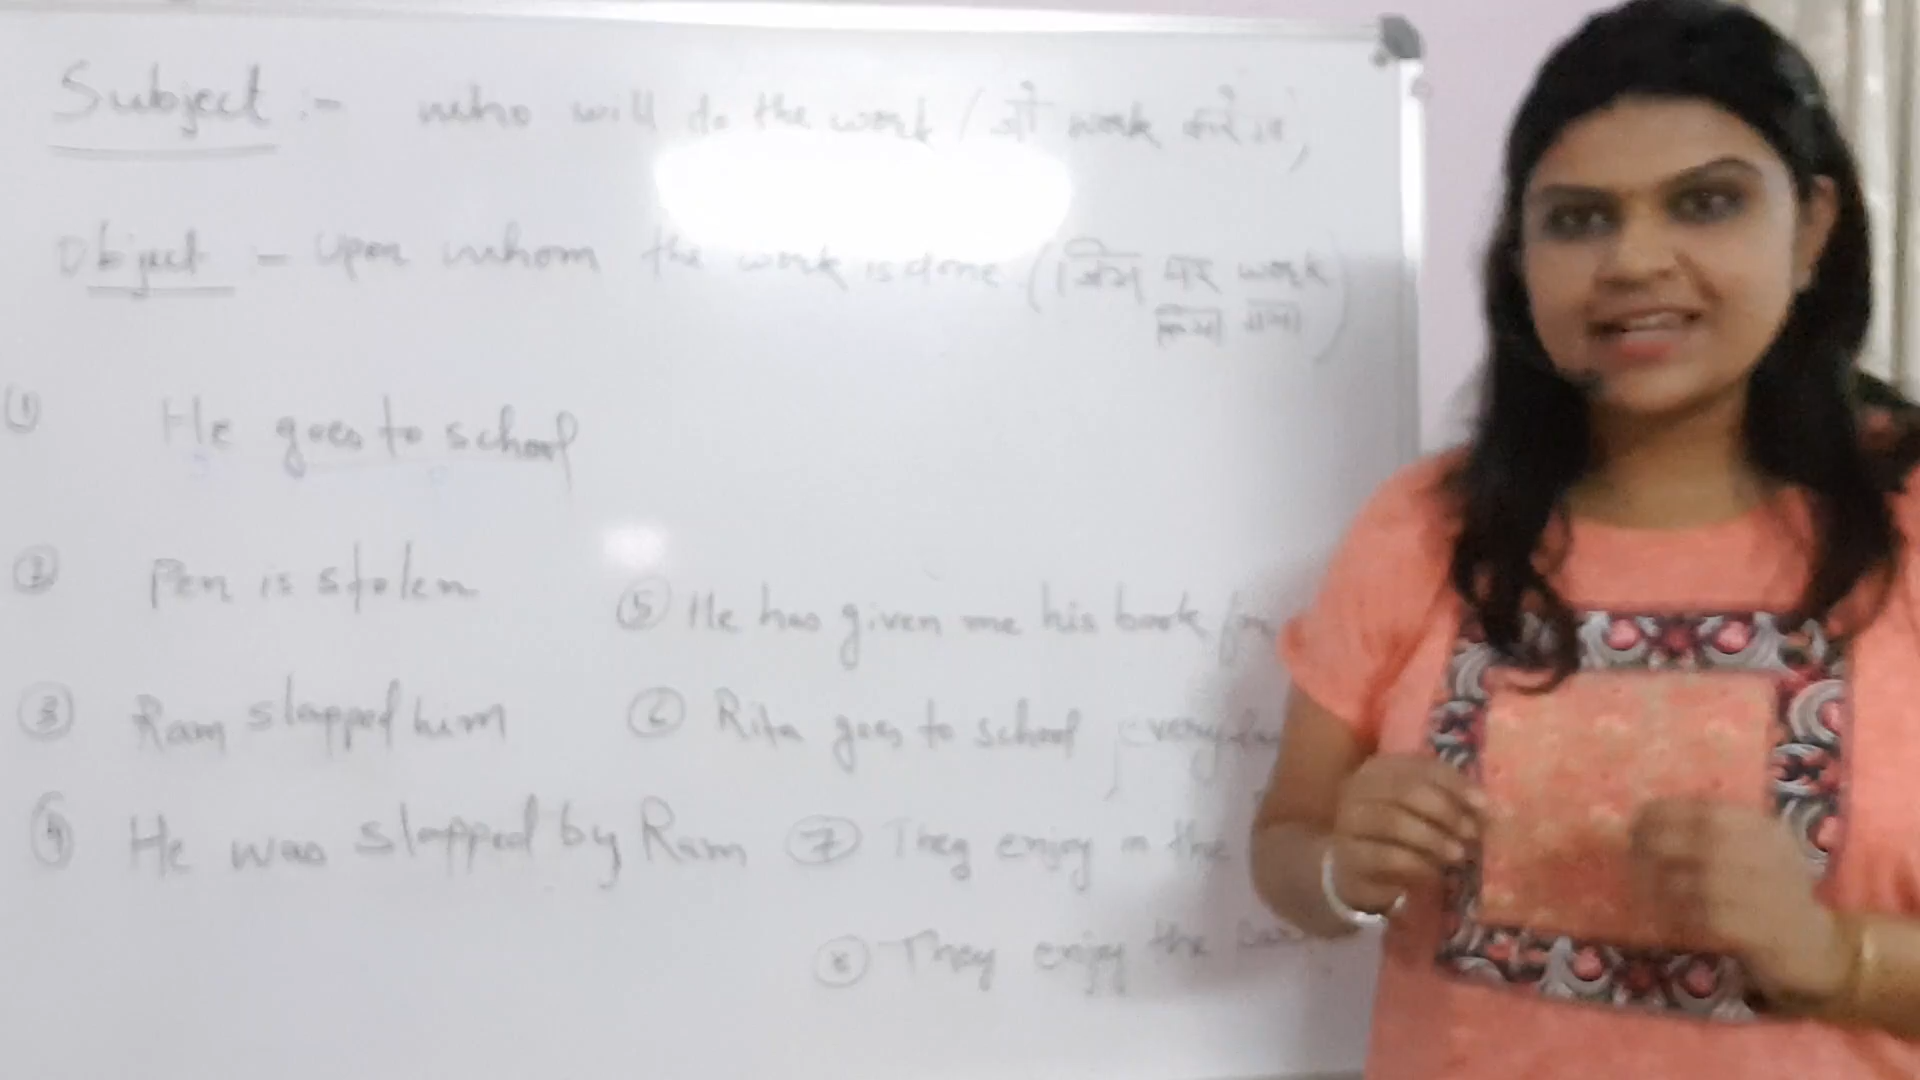 Subject :- who will do the work / जो work करेगा,
Object :- upon whom the work is done (जिस पर work
किया गया)
① He goes to school
② Pen is stolen
③ Ram slapped him
④ He was slapped by Ram
⑤ He has given me his book
⑥ Rita goes to school every
⑦ They enjoy in the
⑧ They enjoy the